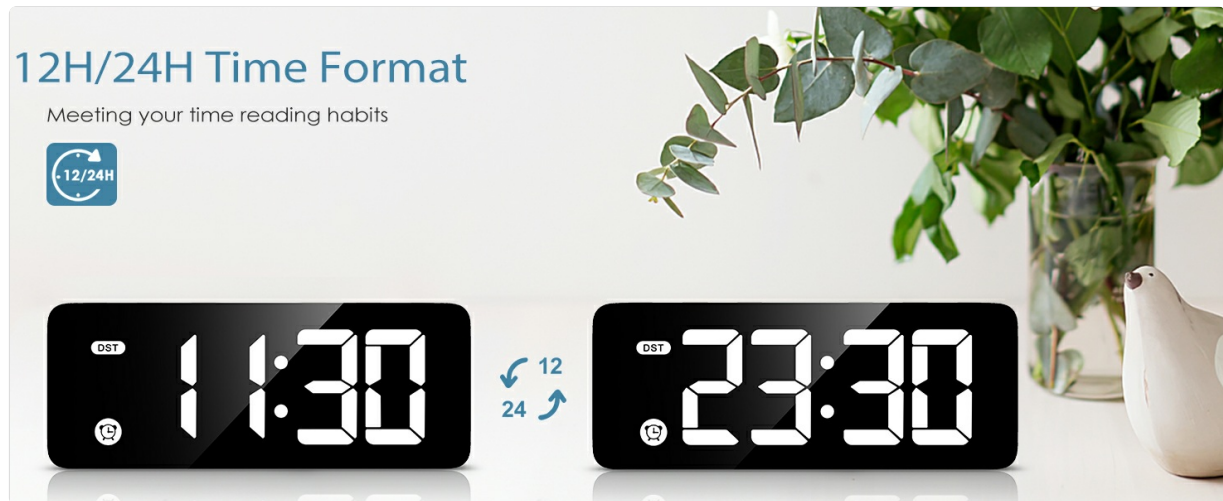 12H/24H Time Format
Meeting your time reading habits
12/24H
DST
11:30
12
24
DST
23:30